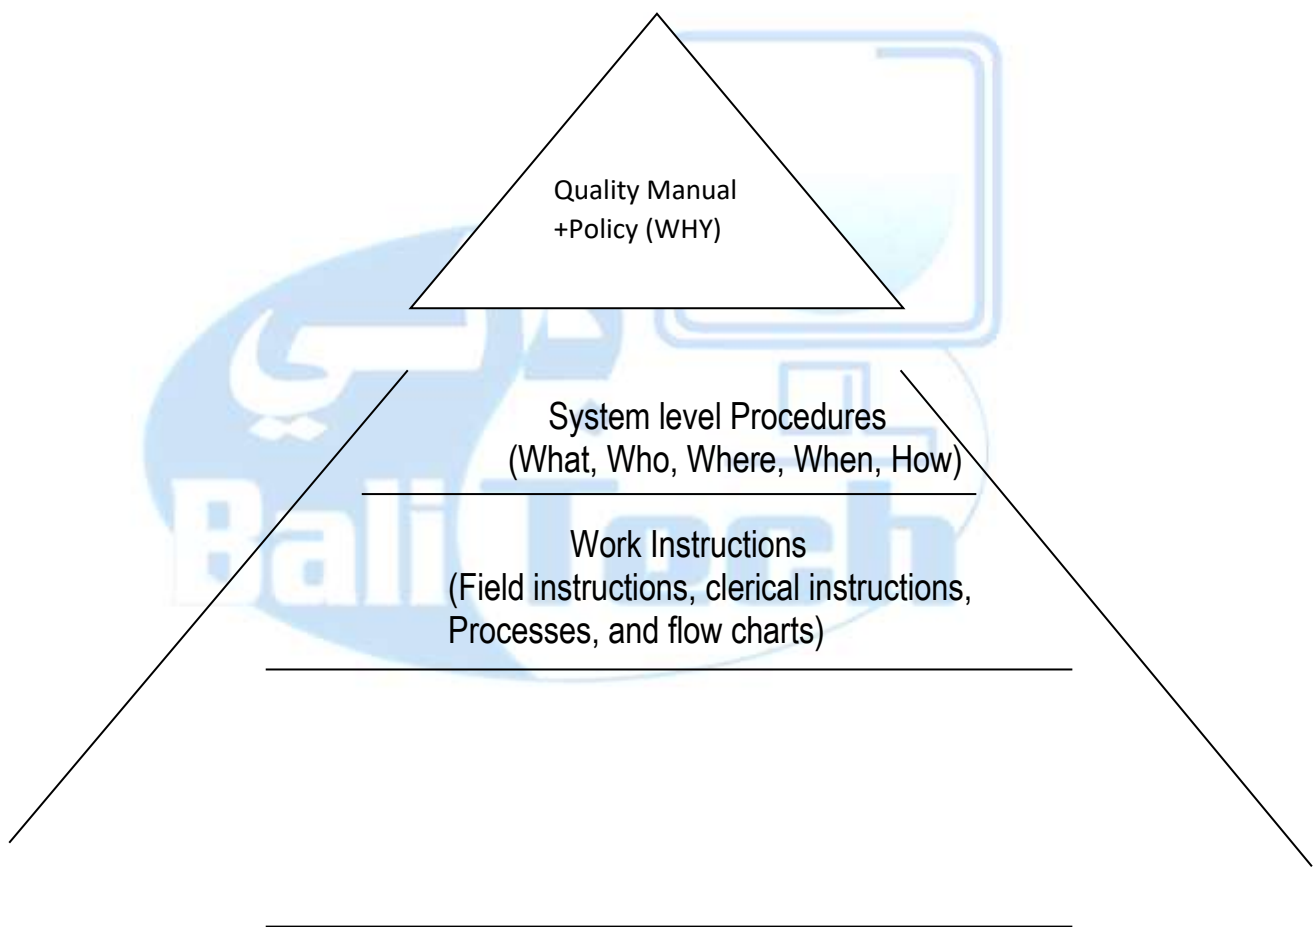 Quality Manual
+Policy (WHY)
System level Procedures
(What, Who, Where, When, How)
Work Instructions
(Field instructions, clerical instructions,
Processes, and flow charts)
Bali Tech